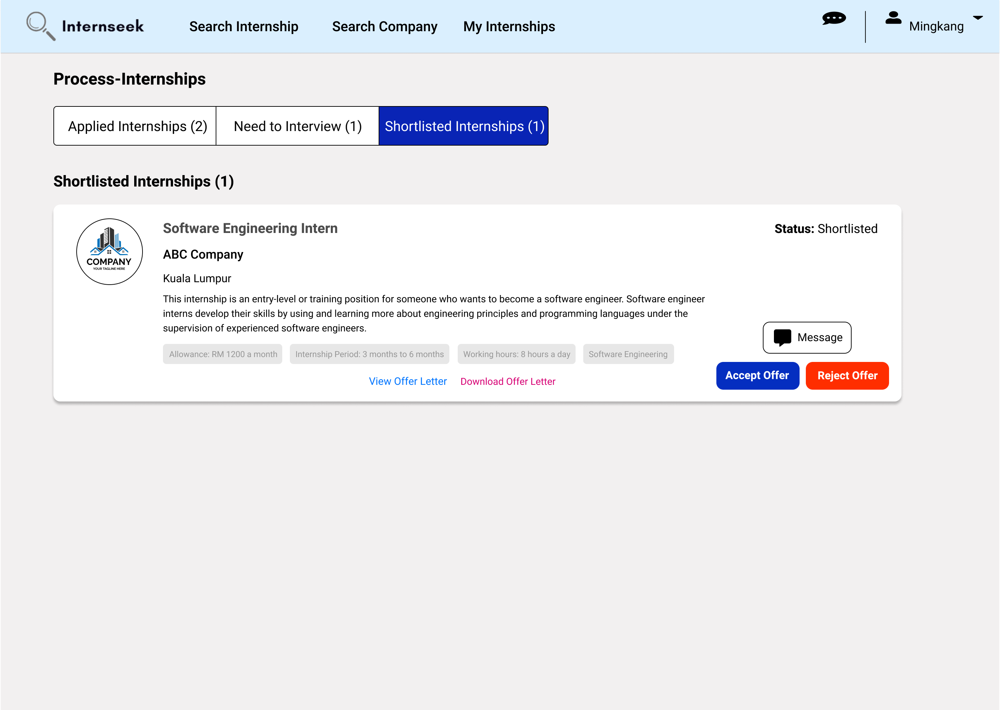 Internseek
Search Internship
Search Company
My Internships
Mingkang
Process-Internships
Applied Internships (2)
Need to Interview (1)
Shortlisted Internships (1)
Shortlisted Internships (1)
COMPANY
YOUR TAGLINE HERE
Software Engineering Intern
Status: Shortlisted
ABC Company
Kuala Lumpur
This internship is an entry-level or training position for someone who wants to become a software engineer. Software engineer
interns develop their skills by using and learning more about engineering principles and programming languages under the
supervision of experienced software engineers.
Message
Allowance: RM 1200 a month
Internship Period: 3 months to 6 months
Working hours: 8 hours a day
Software Engineering
View Offer Letter
Download Offer Letter
Accept Offer
Reject Offer